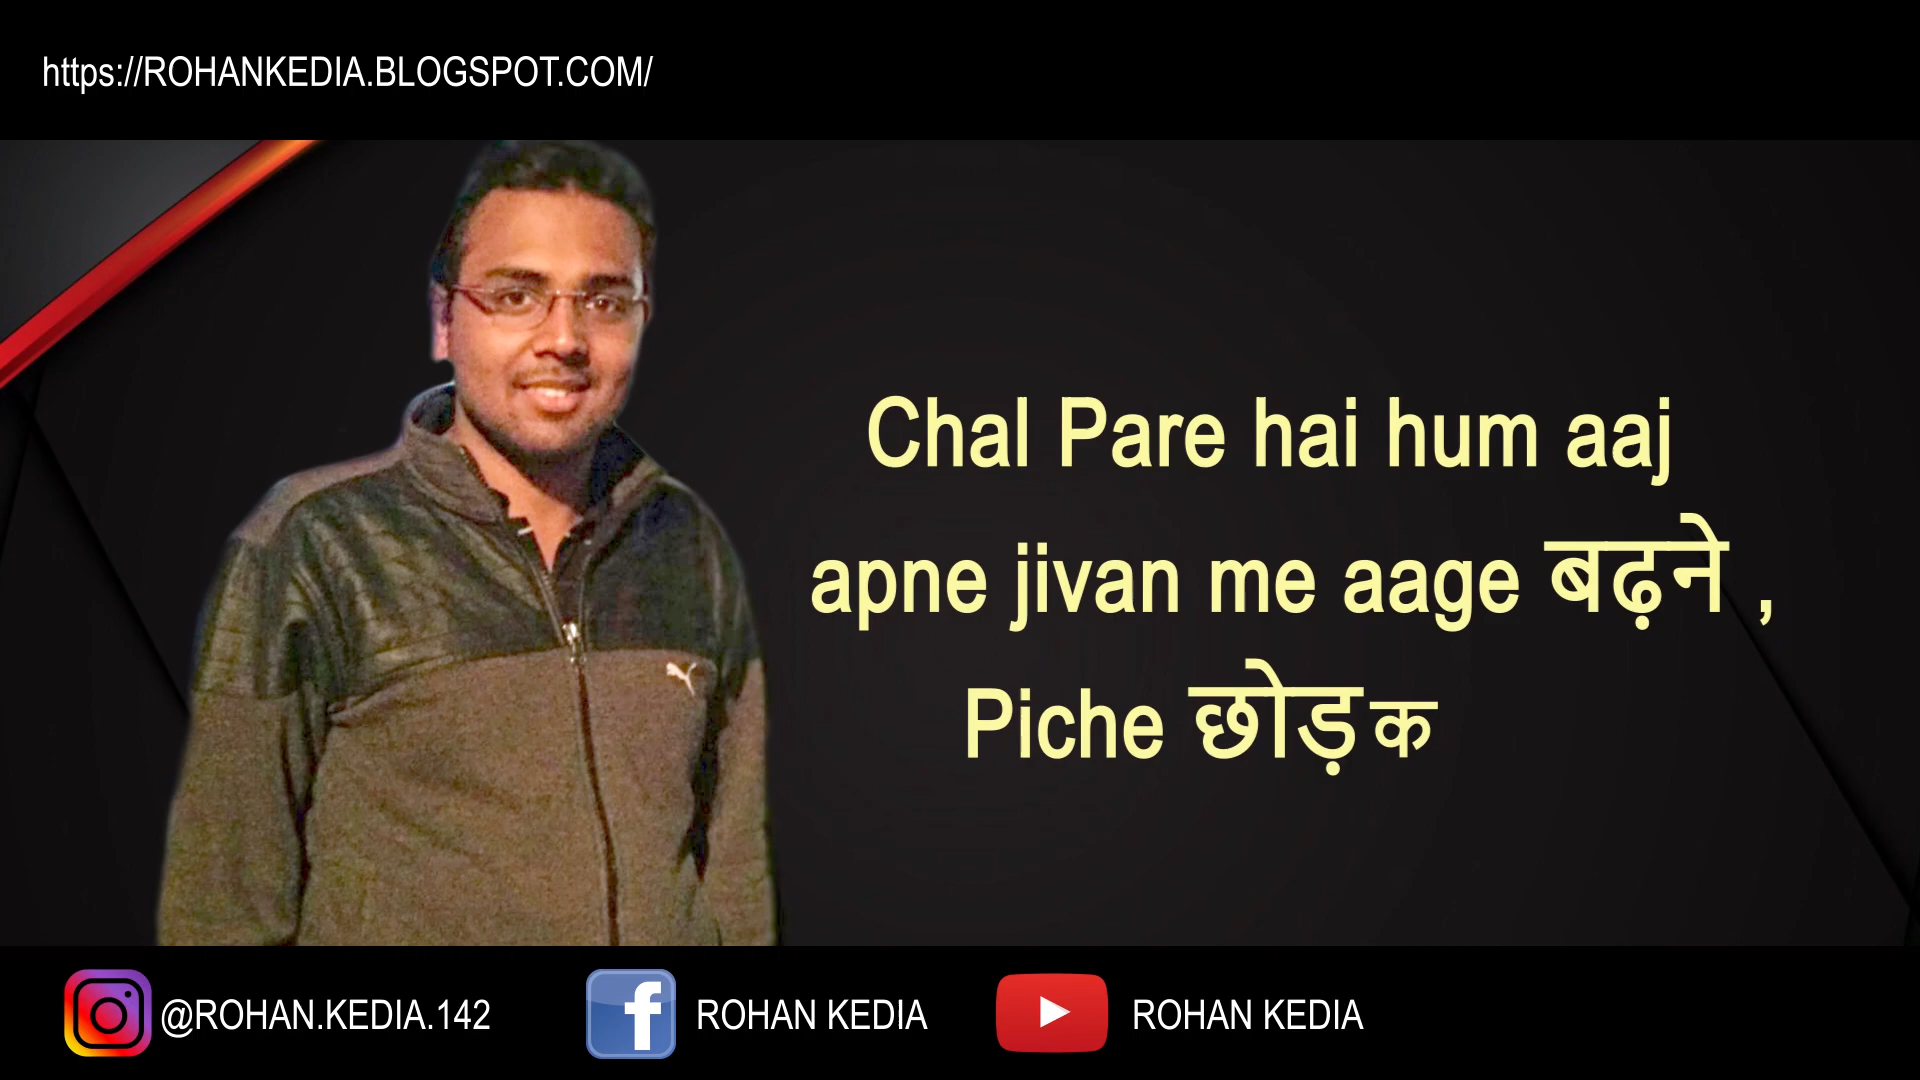 https://ROHANKEDIA.BLOGSPOT.COM/
Chal Pare hai hum aaj
apne jivan me aage बढ़ने ,
Piche छोड़क
@ROHAN.KEDIA.142
ROHAN KEDIA
ROHAN KEDIA